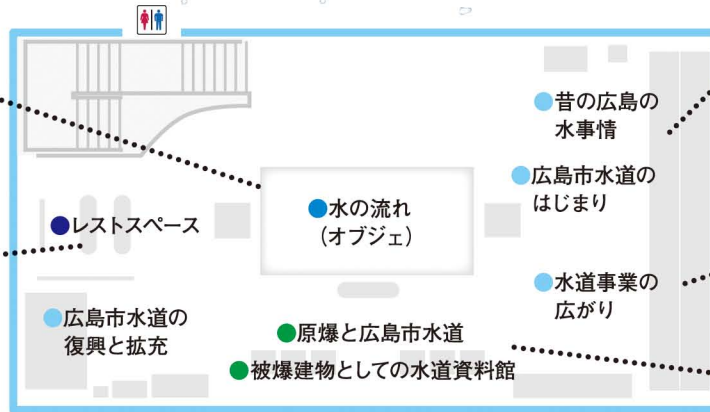 昔の広島の
水事情
広島市水道の
はじまり
水の流れ
(オブジェ)
レストスペース
水道事業の
広がり
広島市水道の
復興と拡充
原爆と広島市水道
被爆建物としての水道資料館